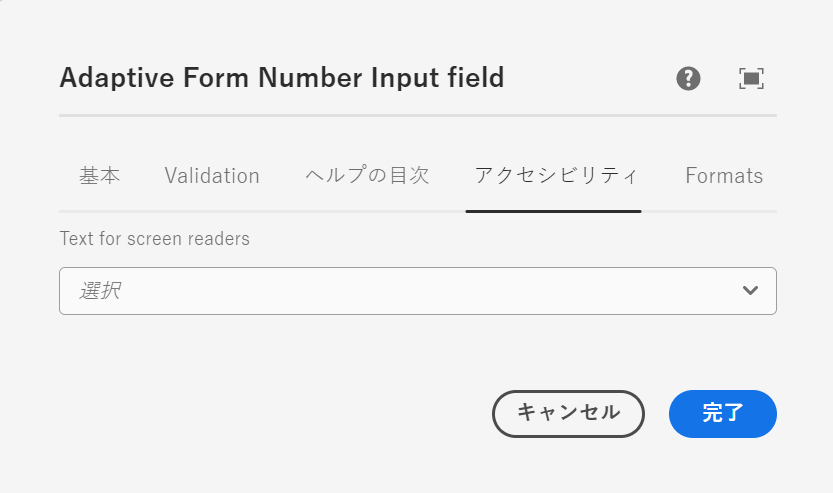 Adaptive Form Number Input field
基本 Validation ヘルプの目次 アクセシビリティ Formats
Text for screen readers
選択
キャンセル 完了